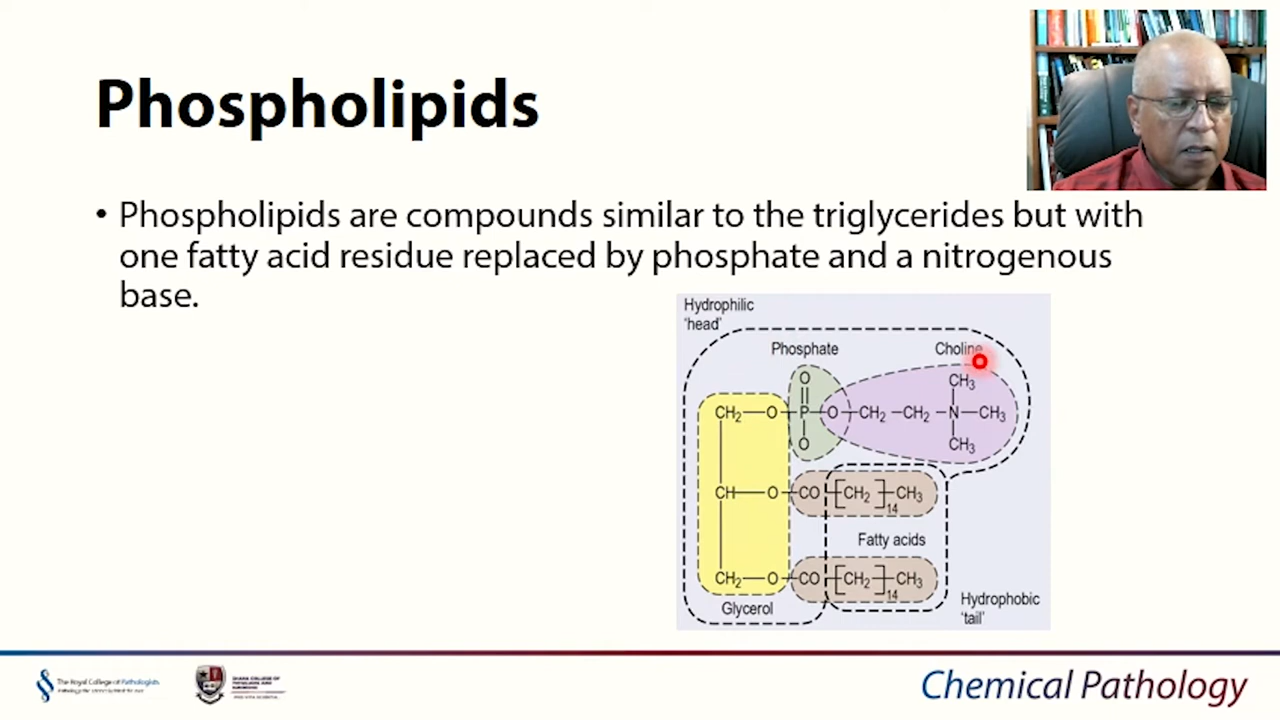 Phospholipids
• Phospholipids are compounds similar to the triglycerides but with
one fatty acid residue replaced by phosphate and a nitrogenous
base.
Hydrophilic
'head'
Phosphate
Choline
O
CH₃
CH₂—O—P—O—CH₂—CH₂—N—CH₃
O
CH₃
CH—O—CO—[CH₂]₁₄—CH₃
Fatty acids
CH₂—O—CO—[CH₂]₁₄—CH₃
Glycerol
Hydrophobic
'tail'
The Royal College of Pathologists
Chemical Pathology